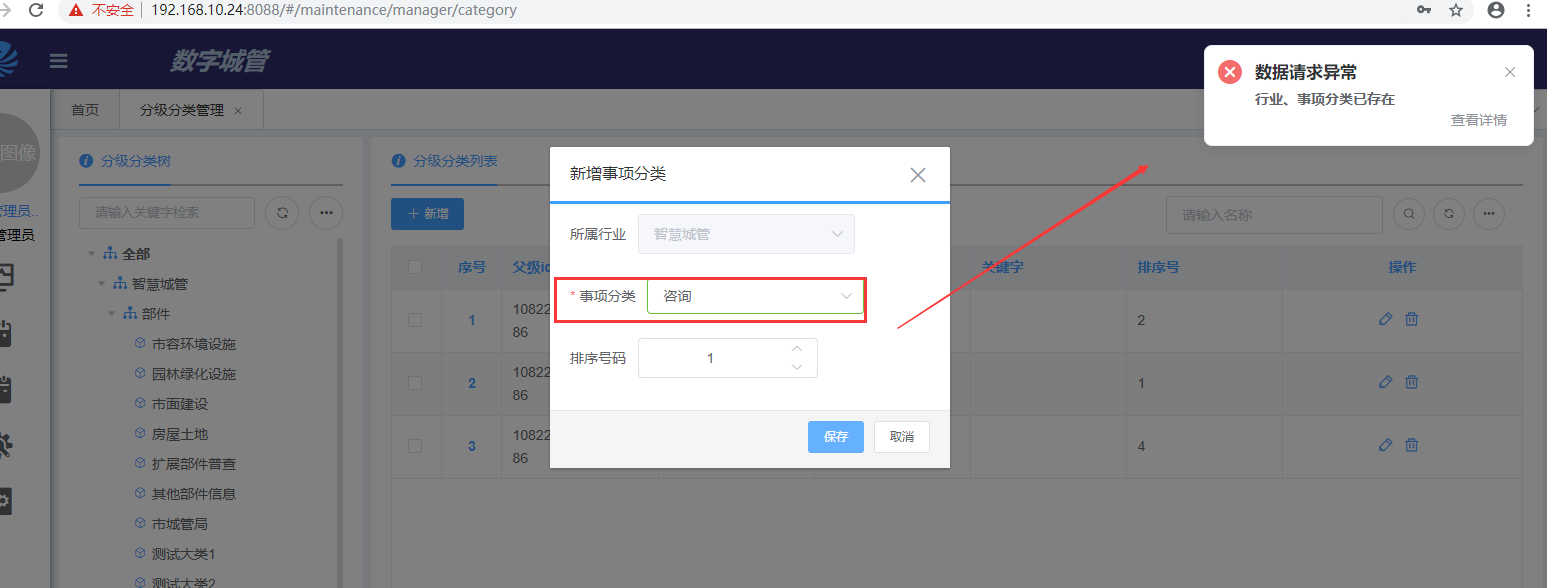 不安全 192.168.10.24:8088/#/maintenance/manager/category
数字城管
数据请求异常
行业、事项分类已存在
查看详情
首页
分级分类管理
图像
管理员..
管理员
分级分类树
请输入关键字检索
全部
智慧城管
部件
市容环境设施
园林绿化设施
市面建设
房屋土地
扩展部件普查
其他部件信息
市城管局
测试大类1
测试大类2
分级分类列表
新增
请输入名称
序号 父级id 关键字 排序号 操作
1 10822
86 2
2 10822
86 1
3 10822
86 4
新增事项分类
所属行业 智慧城管
* 事项分类 咨询
排序号码 1
保存 取消